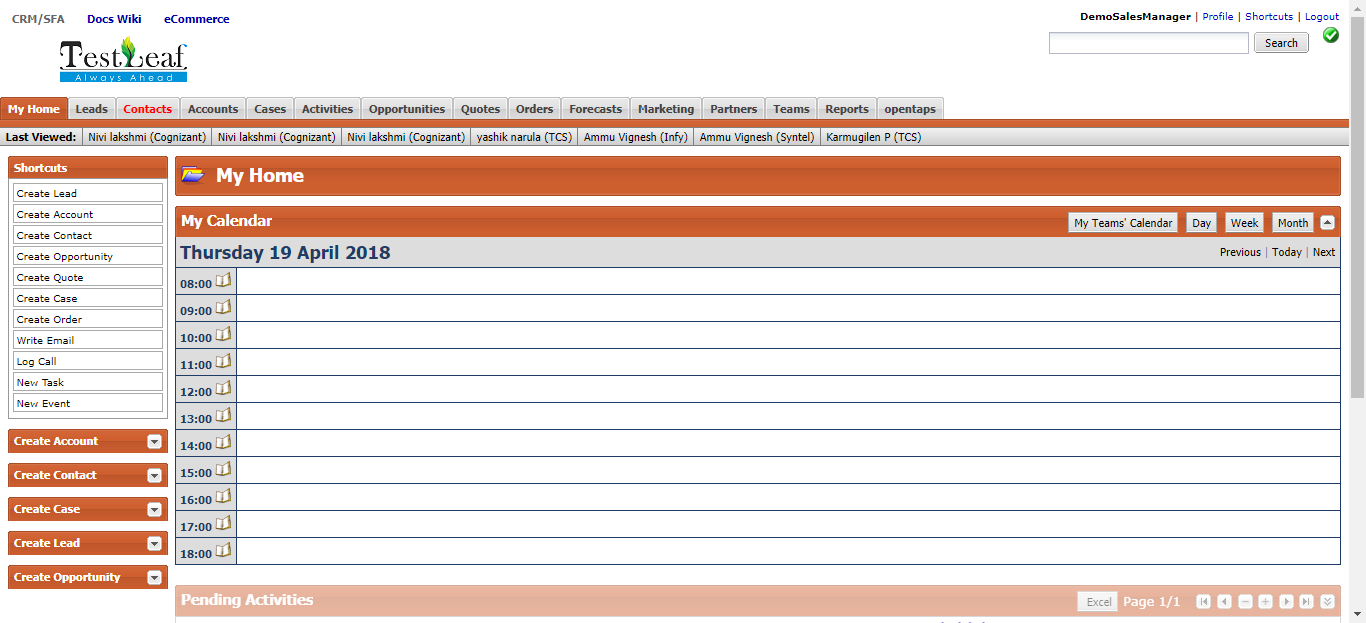 CRM/SFA Docs Wiki eCommerce
DemoSalesManager | Profile | Shortcuts | Logout
Search
TestLeaf
Always Ahead
My Home Leads Contacts Accounts Cases Activities Opportunities Quotes Orders Forecasts Marketing Partners Teams Reports opentaps
Last Viewed: Nivi lakshmi (Cognizant) Nivi lakshmi (Cognizant) Nivi lakshmi (Cognizant) yashik narula (TCS) Ammu Vignesh (Infy) Ammu Vignesh (Syntel) Karmugilen P (TCS)
Shortcuts
Create Lead
Create Account
Create Contact
Create Opportunity
Create Quote
Create Case
Create Order
Write Email
Log Call
New Task
New Event
Create Account
Create Contact
Create Case
Create Lead
Create Opportunity
My Home
My Calendar My Teams' Calendar Day Week Month
Thursday 19 April 2018 Previous | Today | Next
08:00
09:00
10:00
11:00
12:00
13:00
14:00
15:00
16:00
17:00
18:00
Pending Activities Excel Page 1/1